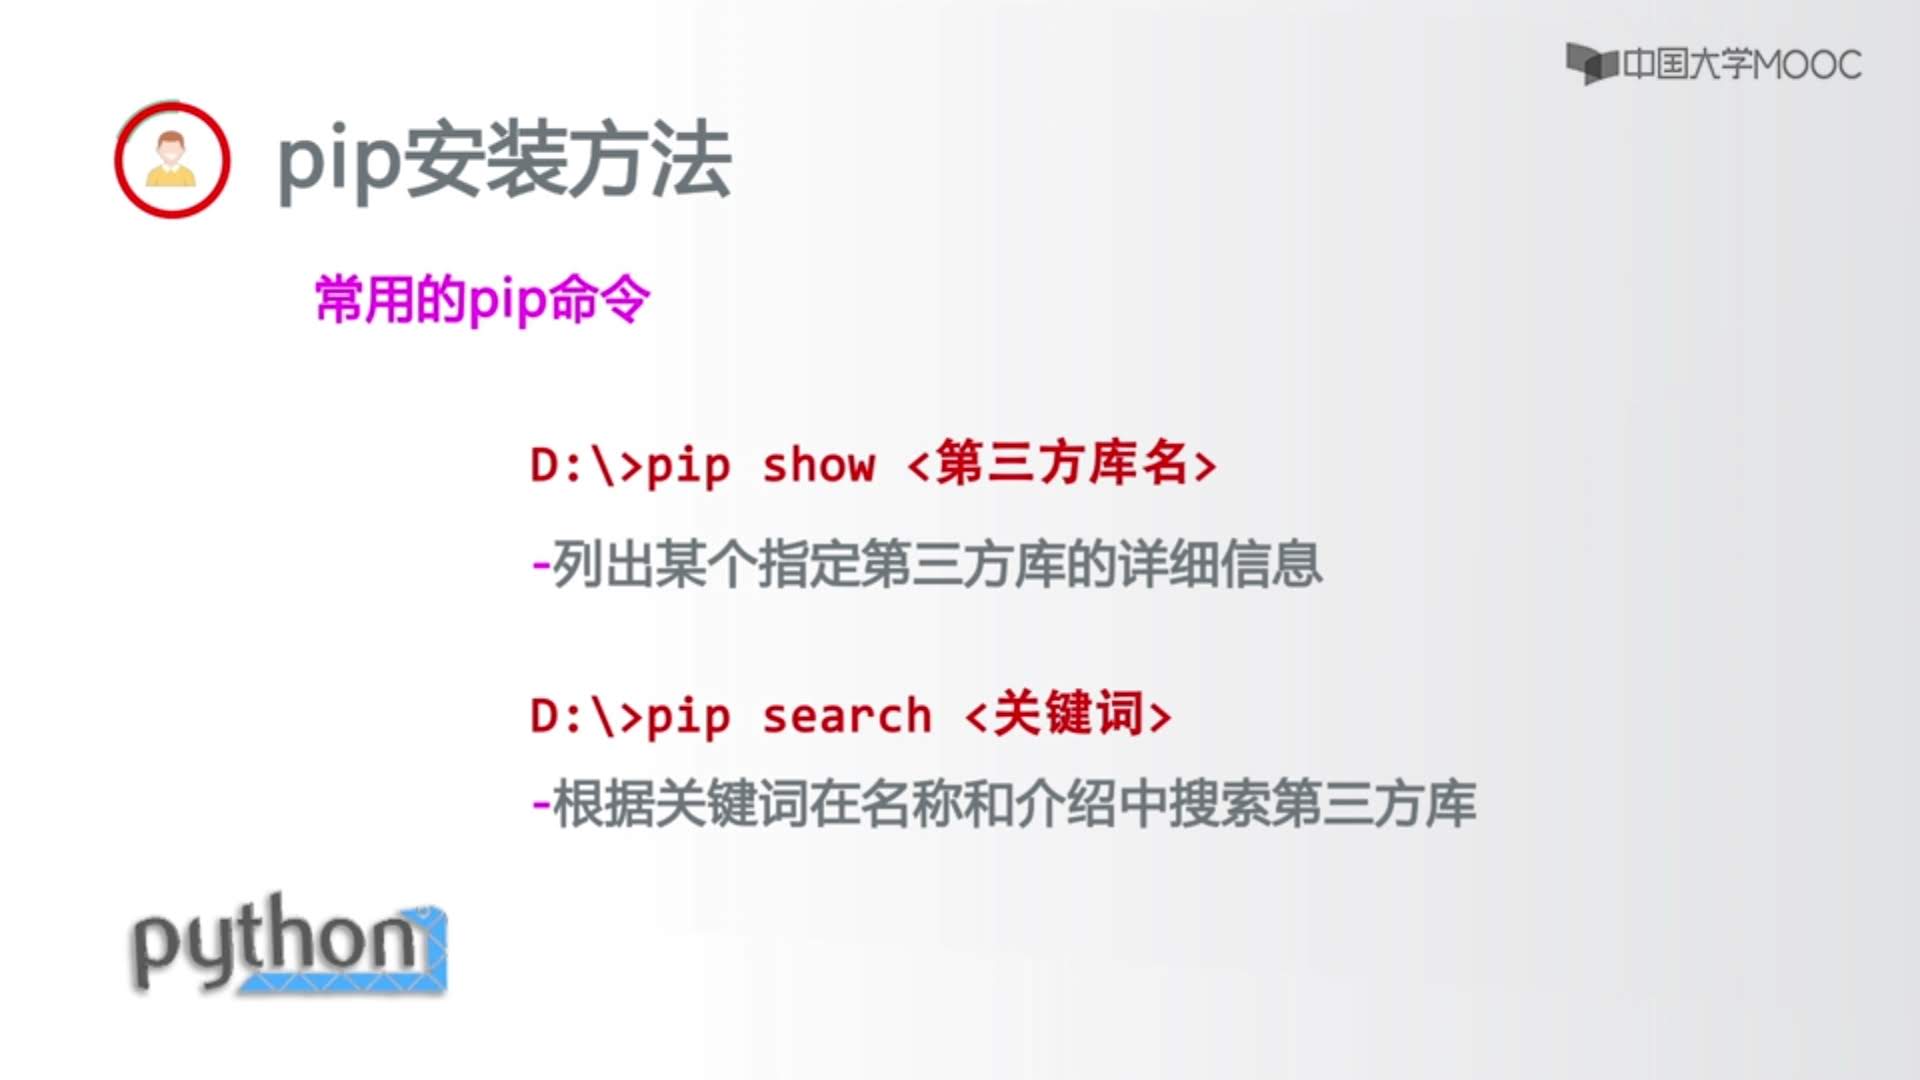 中国大学MOOC
pip安装方法
常用的pip命令
D:\>pip show <第三方库名>
-列出某个指定第三方库的详细信息
D:\>pip search <关键词>
-根据关键词在名称和介绍中搜索第三方库
python